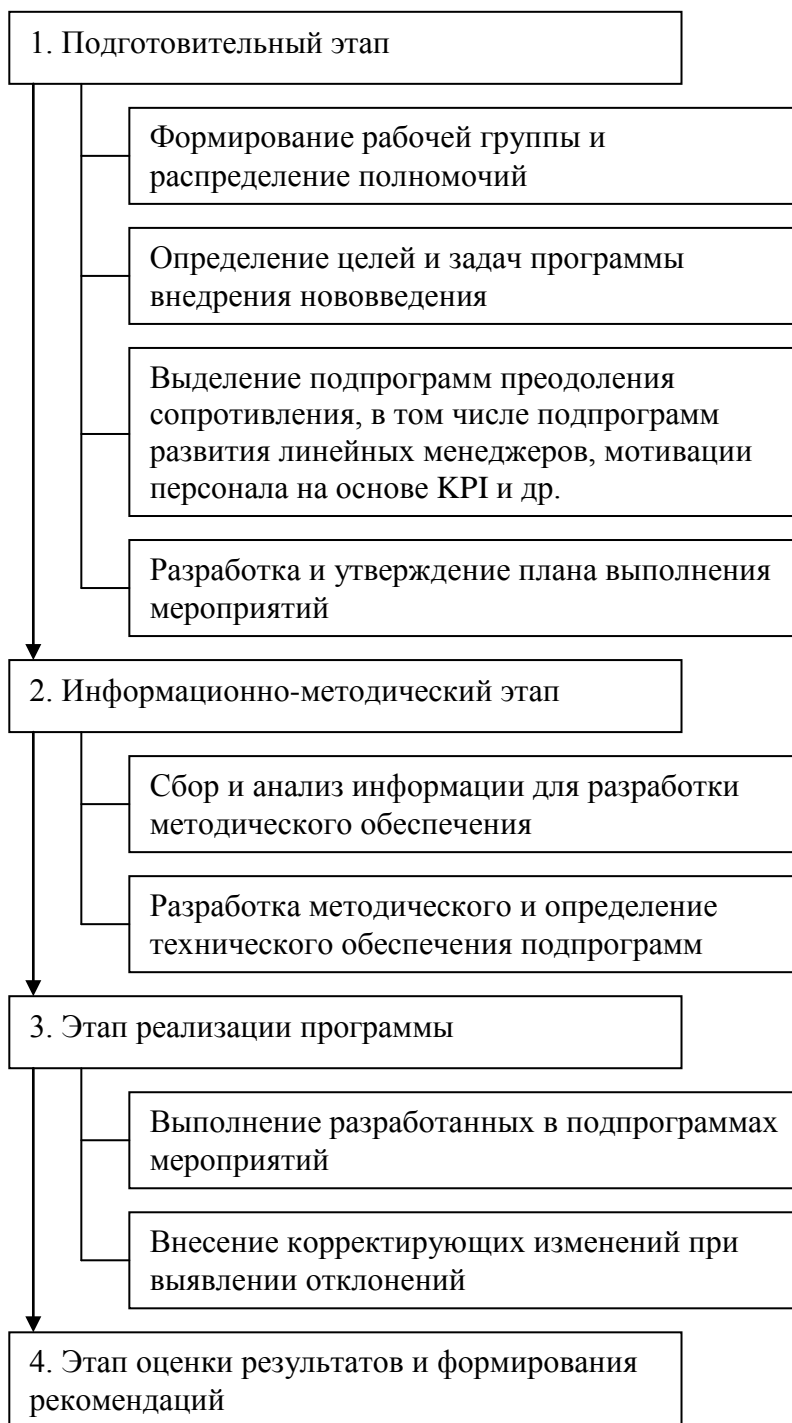 1. Подготовительный этап
Формирование рабочей группы и
распределение полномочий
Определение целей и задач программы
внедрения нововведения
Выделение подпрограмм преодоления
сопротивления, в том числе подпрограмм
развития линейных менеджеров, мотивации
персонала на основе KPI и др.
Разработка и утверждение плана выполнения
мероприятий
2. Информационно-методический этап
Сбор и анализ информации для разработки
методического обеспечения
Разработка методического и определение
технического обеспечения подпрограмм
3. Этап реализации программы
Выполнение разработанных в подпрограммах
мероприятий
Внесение корректирующих изменений при
выявлении отклонений
4. Этап оценки результатов и формирования
рекомендаций